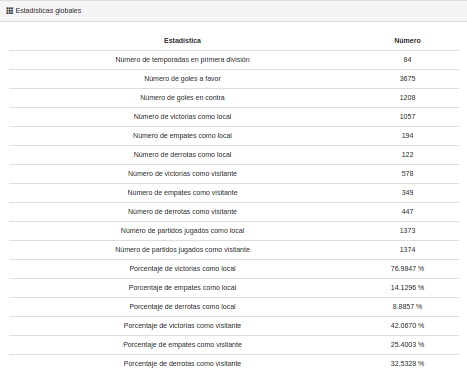 Estadísticas globales
Estadística Número
Número de temporadas en primera división 84
Número de goles a favor 3675
Número de goles en contra 1208
Número de victorias como local 1057
Número de empates como local 194
Número de derrotas como local 122
Número de victorias como visitante 578
Número de empates como visitante 349
Número de derrotas como visitante 447
Número de partidos jugados como local 1373
Número de partidos jugados como visitante 1374
Porcentaje de victorias como local 76.9847 %
Porcentaje de empates como local 14.1296 %
Porcentaje de derrotas como local 8.8857 %
Porcentaje de victorias como visitante 42.0670 %
Porcentaje de empates como visitante 25.4003 %
Porcentaje de derrotas como visitante 32.5328 %